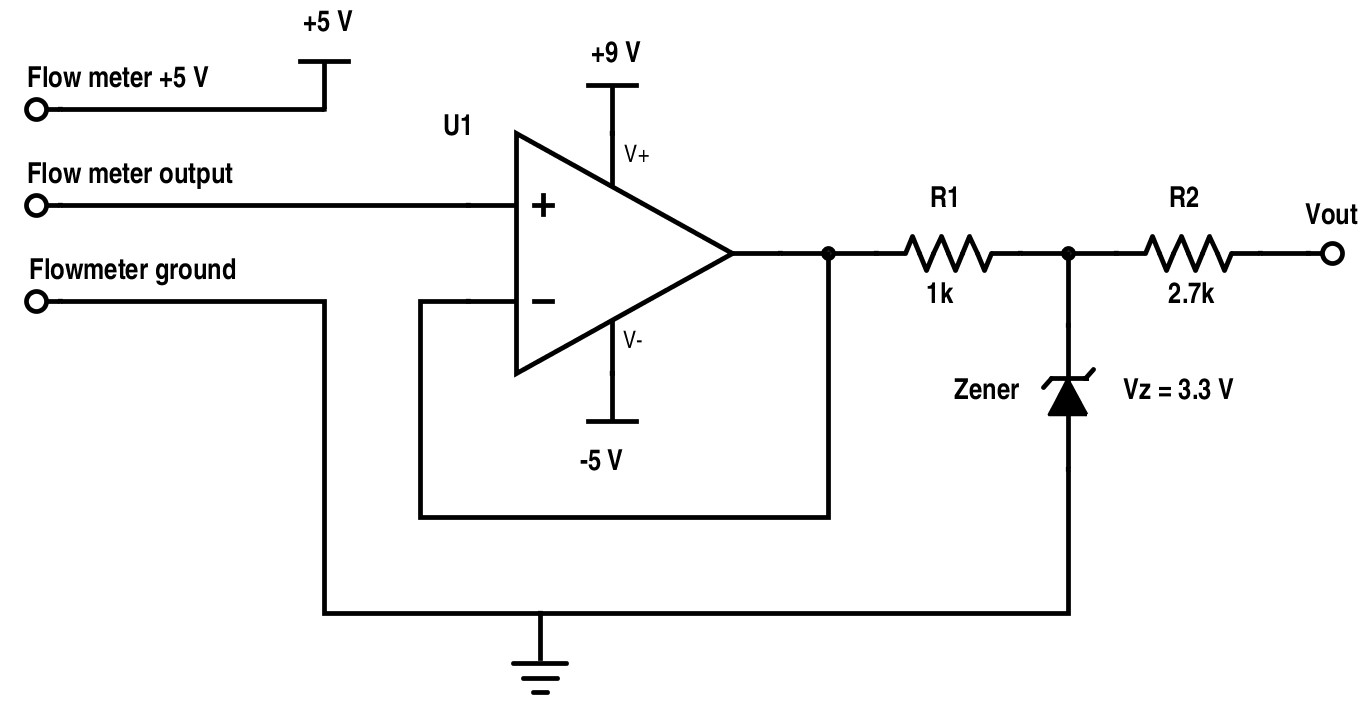 +5 V
Flow meter +5 V
+9 V
U1
V+
Flow meter output
+
R1
R2
Vout
Flowmeter ground
1k
2.7k
−
V-
Zener
Vz = 3.3 V
-5 V